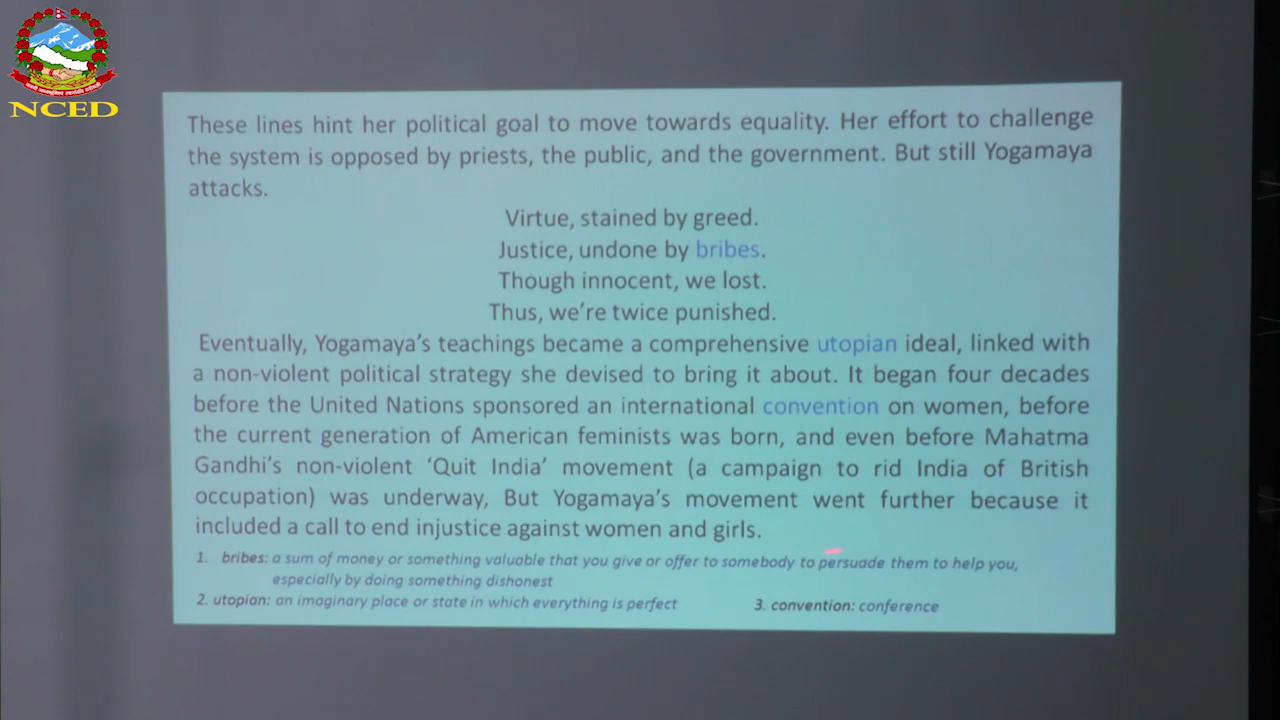 NCED
These lines hint her political goal to move towards equality. Her effort to challenge
the system is opposed by priests, the public, and the government. But still Yogamaya
attacks.
Virtue, stained by greed.
Justice, undone by bribes.
Though innocent, we lost.
Thus, we’re twice punished.
Eventually, Yogamaya’s teachings became a comprehensive utopian ideal, linked with
a non-violent political strategy she devised to bring it about. It began four decades
before the United Nations sponsored an international convention on women, before
the current generation of American feminists was born, and even before Mahatma
Gandhi’s non-violent ‘Quit India’ movement (a campaign to rid India of British
occupation) was underway, But Yogamaya’s movement went further because it
included a call to end injustice against women and girls.
1. bribes: a sum of money or something valuable that you give or offer to somebody to persuade them to help you,
especially by doing something dishonest
2. utopian: an imaginary place or state in which everything is perfect 3. convention: conference